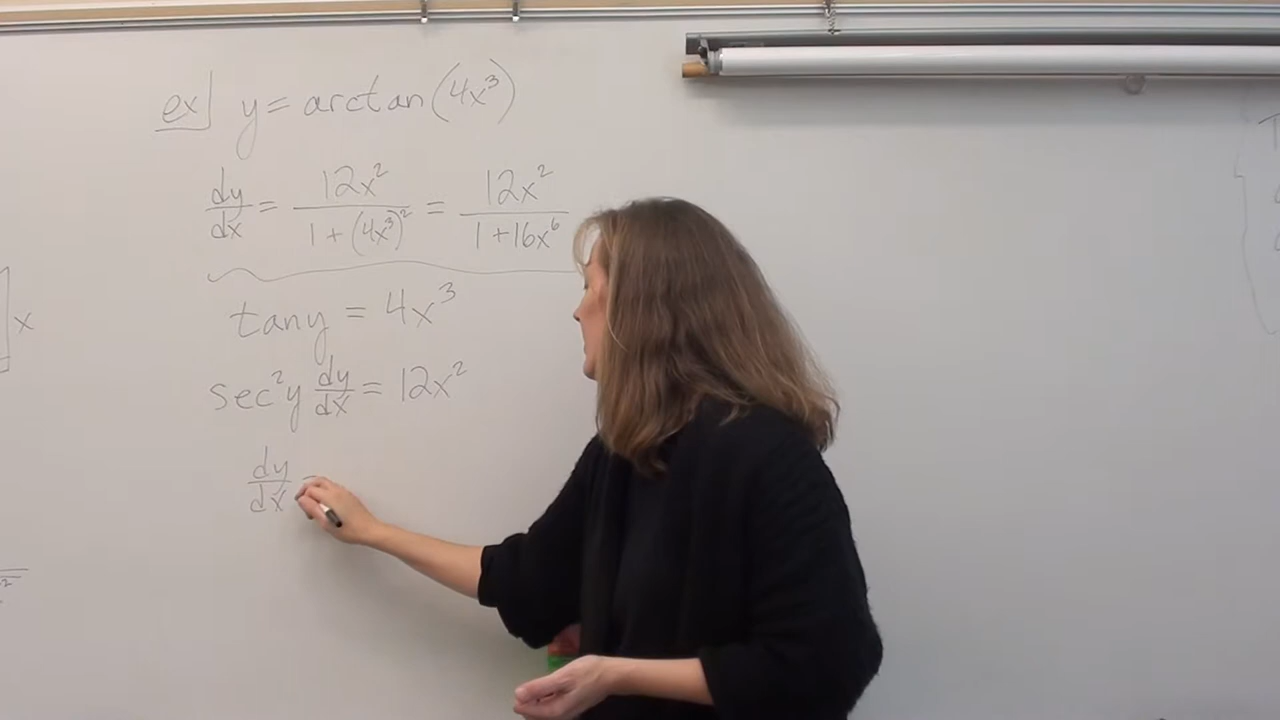 ex] y = arctan(4x³)
dy/dx = 12x²/(1 + (4x³)²) = 12x²/(1+16x⁶)
tan y = 4x³
x
sec²y dy/dx = 12x²
dy/dx =